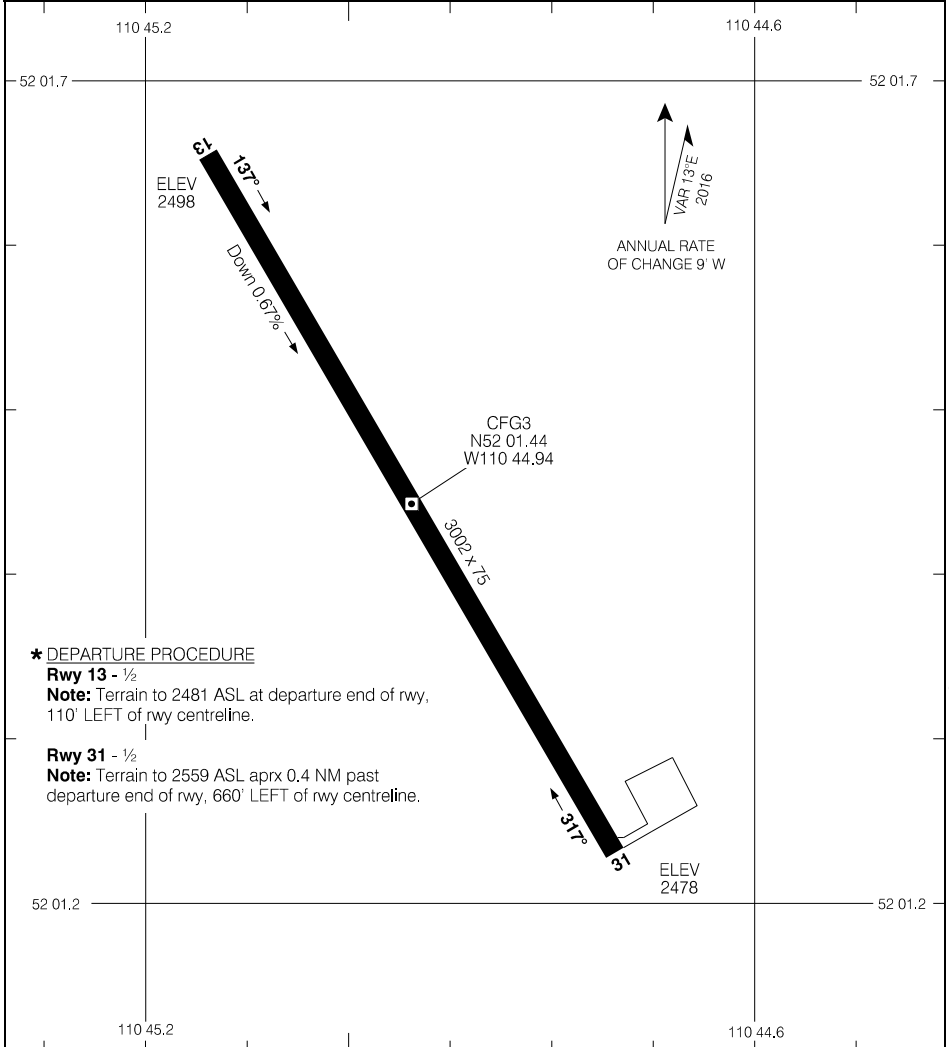 110 45.2
110 44.6
52 01.7
52 01.7
13
137°
ELEV
2498
VAR 13°E
2016
ANNUAL RATE
OF CHANGE 9' W
Down 0.67%
CFG3
N52 01.44
W110 44.94
3002 x 75
* DEPARTURE PROCEDURE
Rwy 13 - ½
Note: Terrain to 2481 ASL at departure end of rwy,
110' LEFT of rwy centreline.
Rwy 31 - ½
Note: Terrain to 2559 ASL aprx 0.4 NM past
departure end of rwy, 660' LEFT of rwy centreline.
317°
31
ELEV
2478
52 01.2
52 01.2
110 45.2
110 44.6